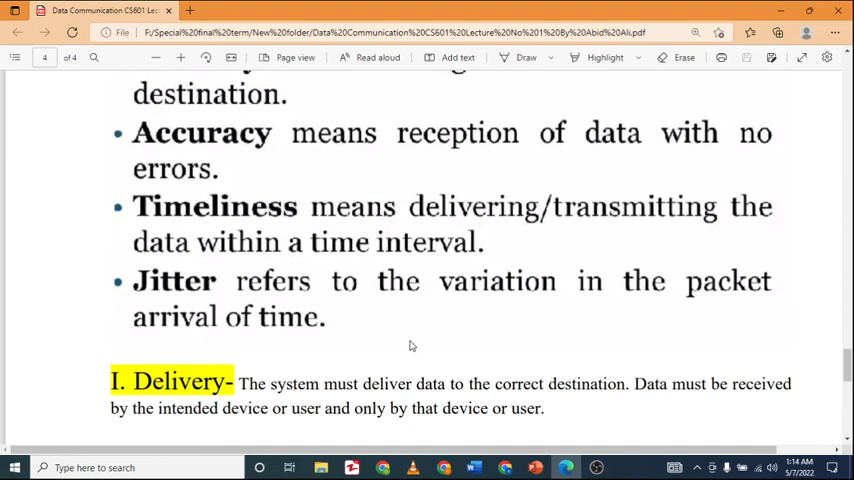 Data Communication CS601 Lec
File
F:/Special%20final%20term/New%20folder/Data%20Communication%20CS601%20Lecture%20No%201%20By%20Abid%20Ali.pdf
4 of 4
Page view
Read aloud
Add text
Draw
Highlight
Erase
destination.
• Accuracy means reception of data with no
errors.
• Timeliness means delivering/transmitting the
data within a time interval.
• Jitter refers to the variation in the packet
arrival of time.
I. Delivery- The system must deliver data to the correct destination. Data must be received
by the intended device or user and only by that device or user.
Type here to search
1:14 AM
5/7/2022